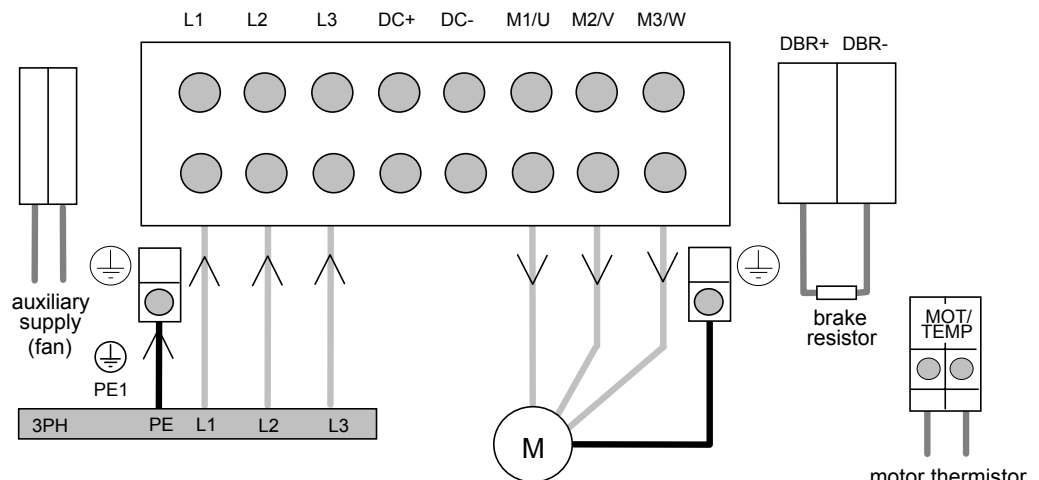 L1 L2 L3 DC+ DC- M1/U M2/V M3/W
DBR+ DBR-
auxiliary
supply
(fan)
PE1
brake
resistor
MOT/
TEMP
3PH PE L1 L2 L3
M
motor thermistor